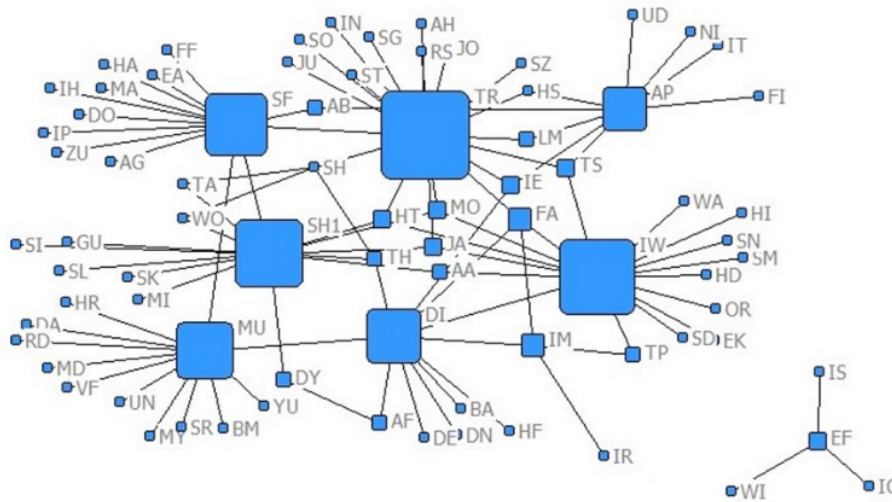 IN
AH
UD
SO
SG
RS
JO
NI
IT
FF
JU
ST
SZ
HA
EA
IH
MA
SF
AB
TR
HS
AP
FI
DO
IP
LM
ZU
AG
SH
IE
TS
TA
WO
SH1
HT
MO
FA
WA
HI
SI
GU
TH
JA
IW
SN
SM
SL
SK
AA
HD
MI
HR
DA
MU
DI
OR
RD
IM
SD
EK
MD
VF
DY
TP
IS
UN
YU
BA
MY
SR
BM
AF
DE
DN
HF
EF
IR
WI